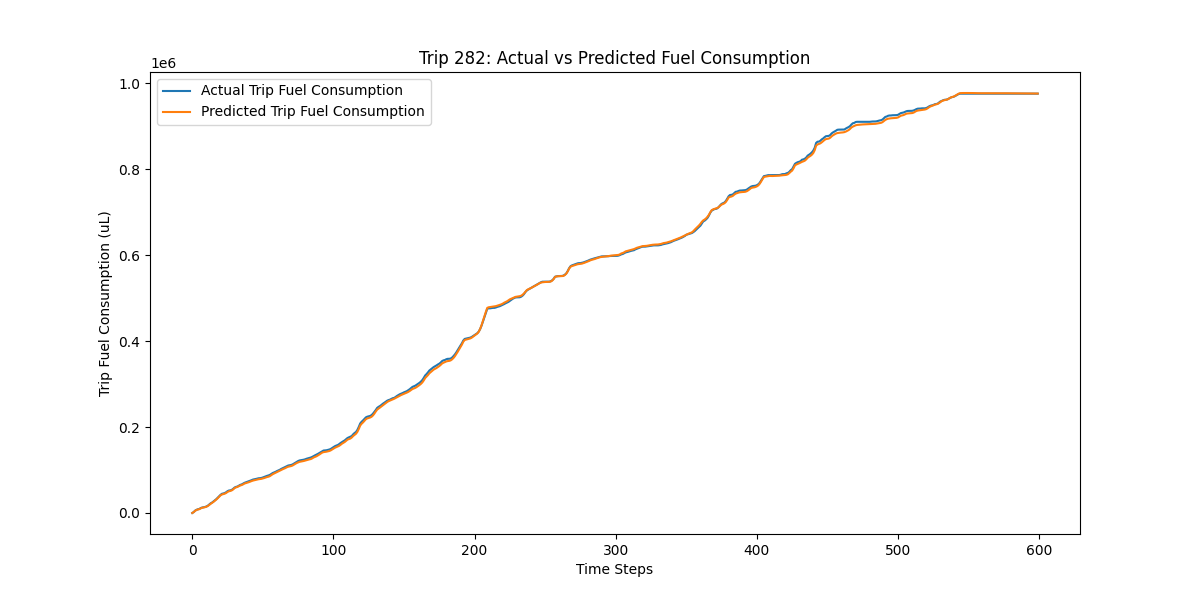 Trip 282: Actual vs Predicted Fuel Consumption
1e6
Actual Trip Fuel Consumption
Predicted Trip Fuel Consumption
1.0
0.8
0.6
0.4
0.2
0.0
Trip Fuel Consumption (uL)
0 100 200 300 400 500 600
Time Steps